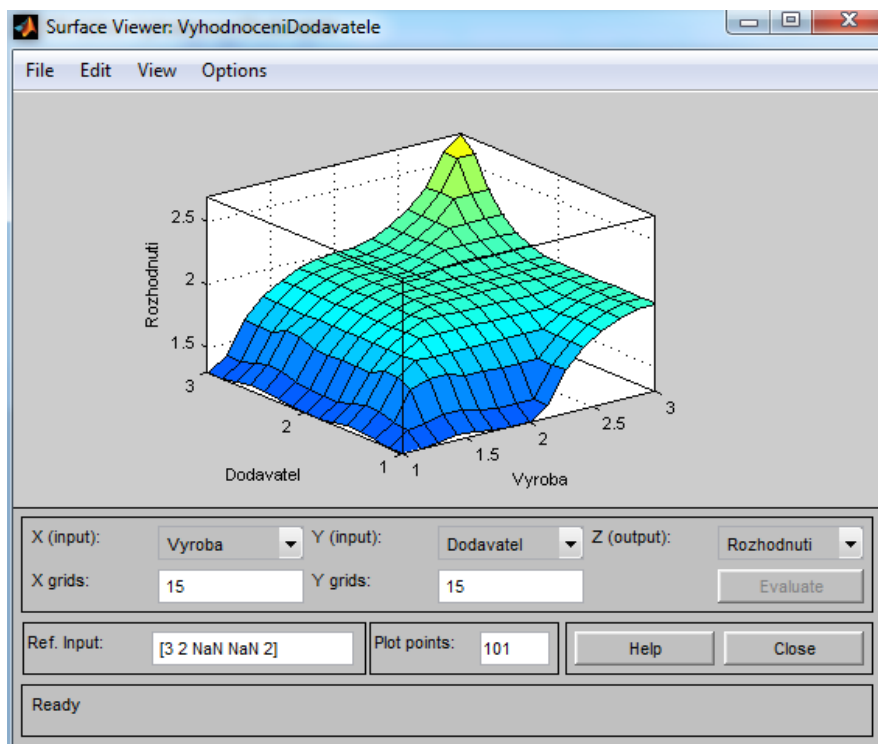 Surface Viewer: VyhodnoceniDodavatele
File Edit View Options
2.5
2
1.5
Rozhodnuti
3
2
1
Dodavatel
1
1.5
2
2.5
3
Vyroba
X (input): Vyroba Y (input): Dodavatel Z (output): Rozhodnuti
X grids: 15 Y grids: 15 Evaluate
Ref. Input: [3 2 NaN NaN 2] Plot points: 101 Help Close
Ready